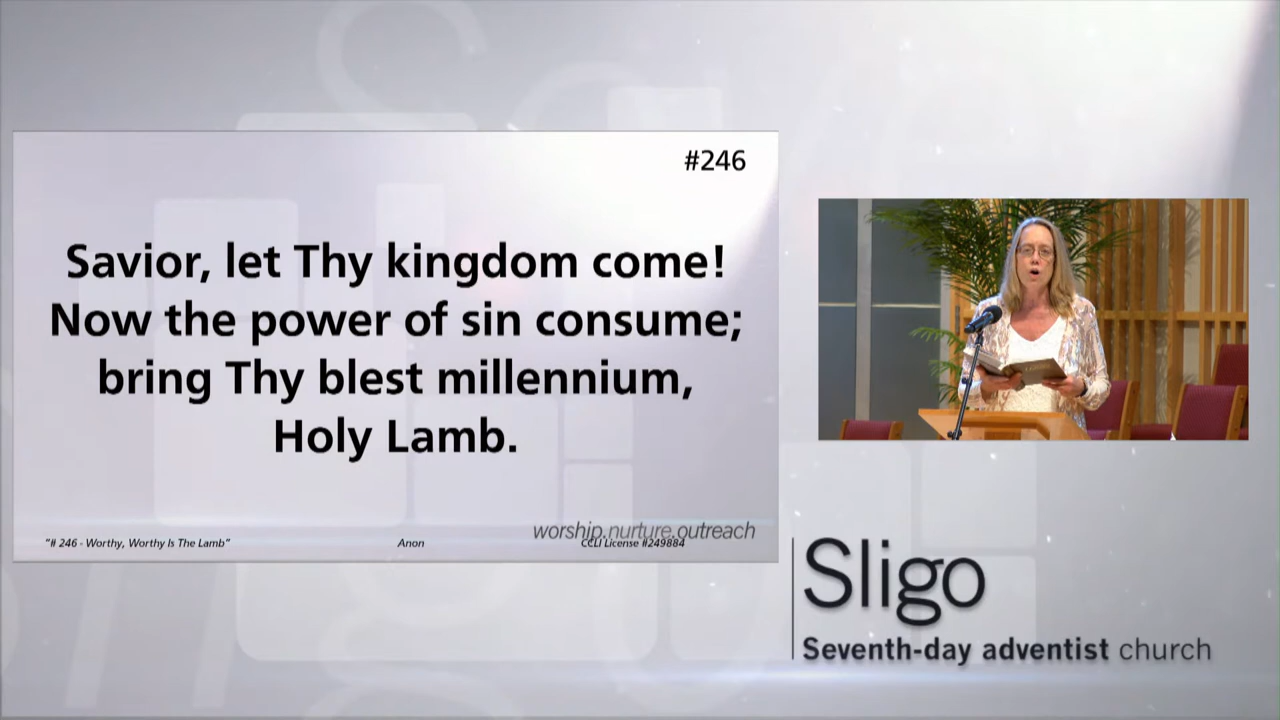 #246
Savior, let Thy kingdom come!
Now the power of sin consume;
bring Thy blest millennium,
Holy Lamb.
worship.nurture.outreach
"# 246 - Worthy, Worthy Is The Lamb"
Anon
CCLI License #249884
Sligo
Seventh-day adventist church